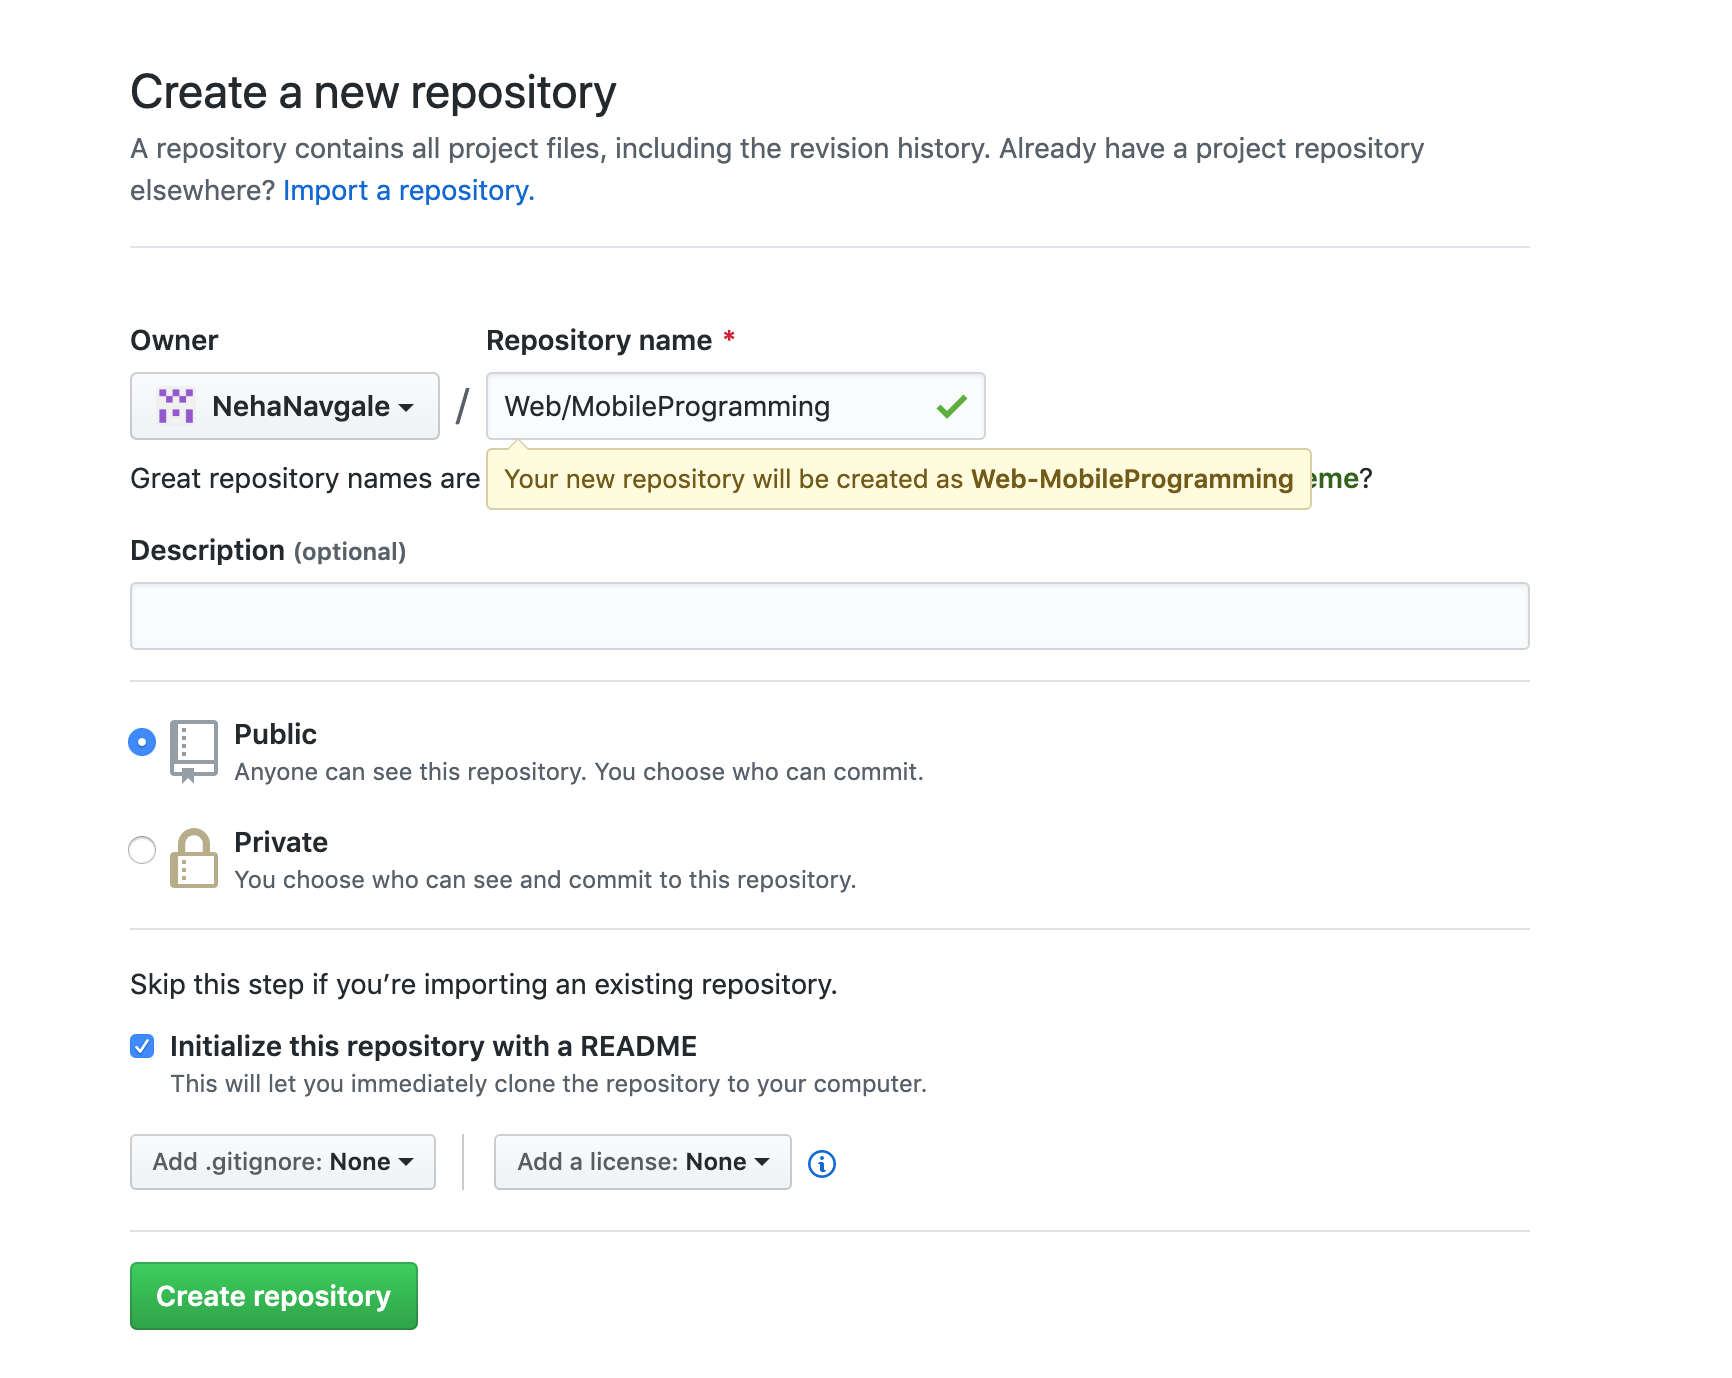 Create a new repository
A repository contains all project files, including the revision history. Already have a project repository
elsewhere? Import a repository.
Owner
Repository name *
NehaNavgale
/
Web/MobileProgramming
Great repository names are
Your new repository will be created as Web-MobileProgramming
eme?
Description (optional)
Public
Anyone can see this repository. You choose who can commit.
Private
You choose who can see and commit to this repository.
Skip this step if you’re importing an existing repository.
Initialize this repository with a README
This will let you immediately clone the repository to your computer.
Add .gitignore: None
Add a license: None
Create repository